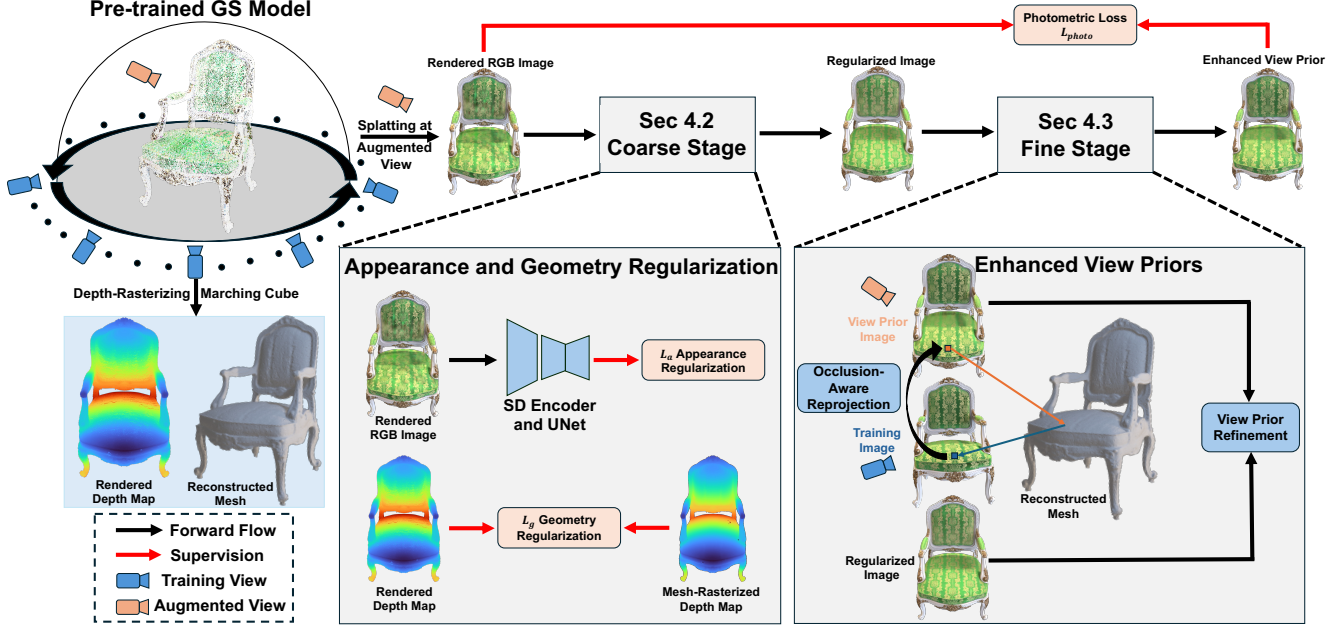 Pre-trained GS Model
Splatting at
Augmented
View
Rendered RGB Image
Photometric Loss
L_photo
Regularized Image
Enhanced View Prior
Sec 4.2
Coarse Stage
Sec 4.3
Fine Stage
Depth-Rasterizing Marching Cube
Rendered
Depth Map
Reconstructed
Mesh
Forward Flow
Supervision
Training View
Augmented View
Appearance and Geometry Regularization
Rendered
RGB Image
SD Encoder
and UNet
L_a Appearance
Regularization
Rendered
Depth Map
L_g Geometry
Regularization
Mesh-Rasterized
Depth Map
Enhanced View Priors
View Prior
Image
Occlusion-
Aware
Reprojection
Training
Image
Reconstructed
Mesh
View Prior
Refinement
Regularized
Image